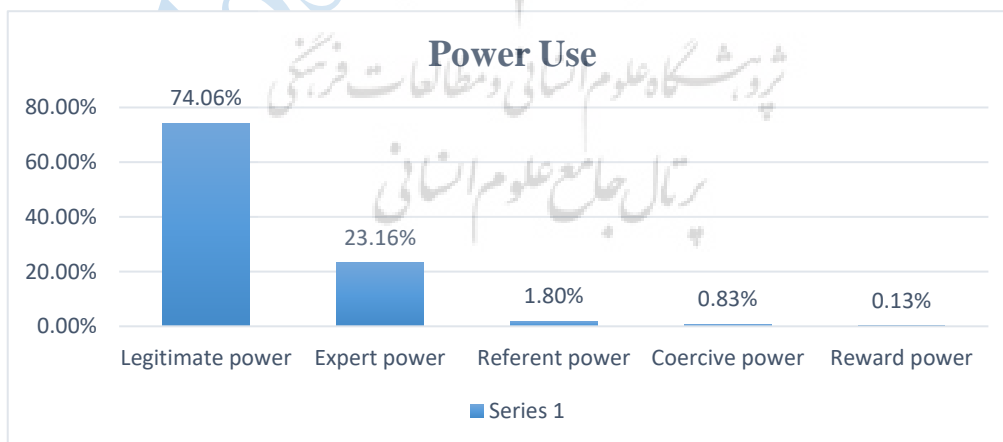 Power Use
پژوهشگاه علوم انسانی و مطالعات فرهنگی
پرتال جامع علوم انسانی
80.00%
60.00%
40.00%
20.00%
0.00%
74.06%
23.16%
1.80%
0.83%
0.13%
Legitimate power
Expert power
Referent power
Coercive power
Reward power
Series 1